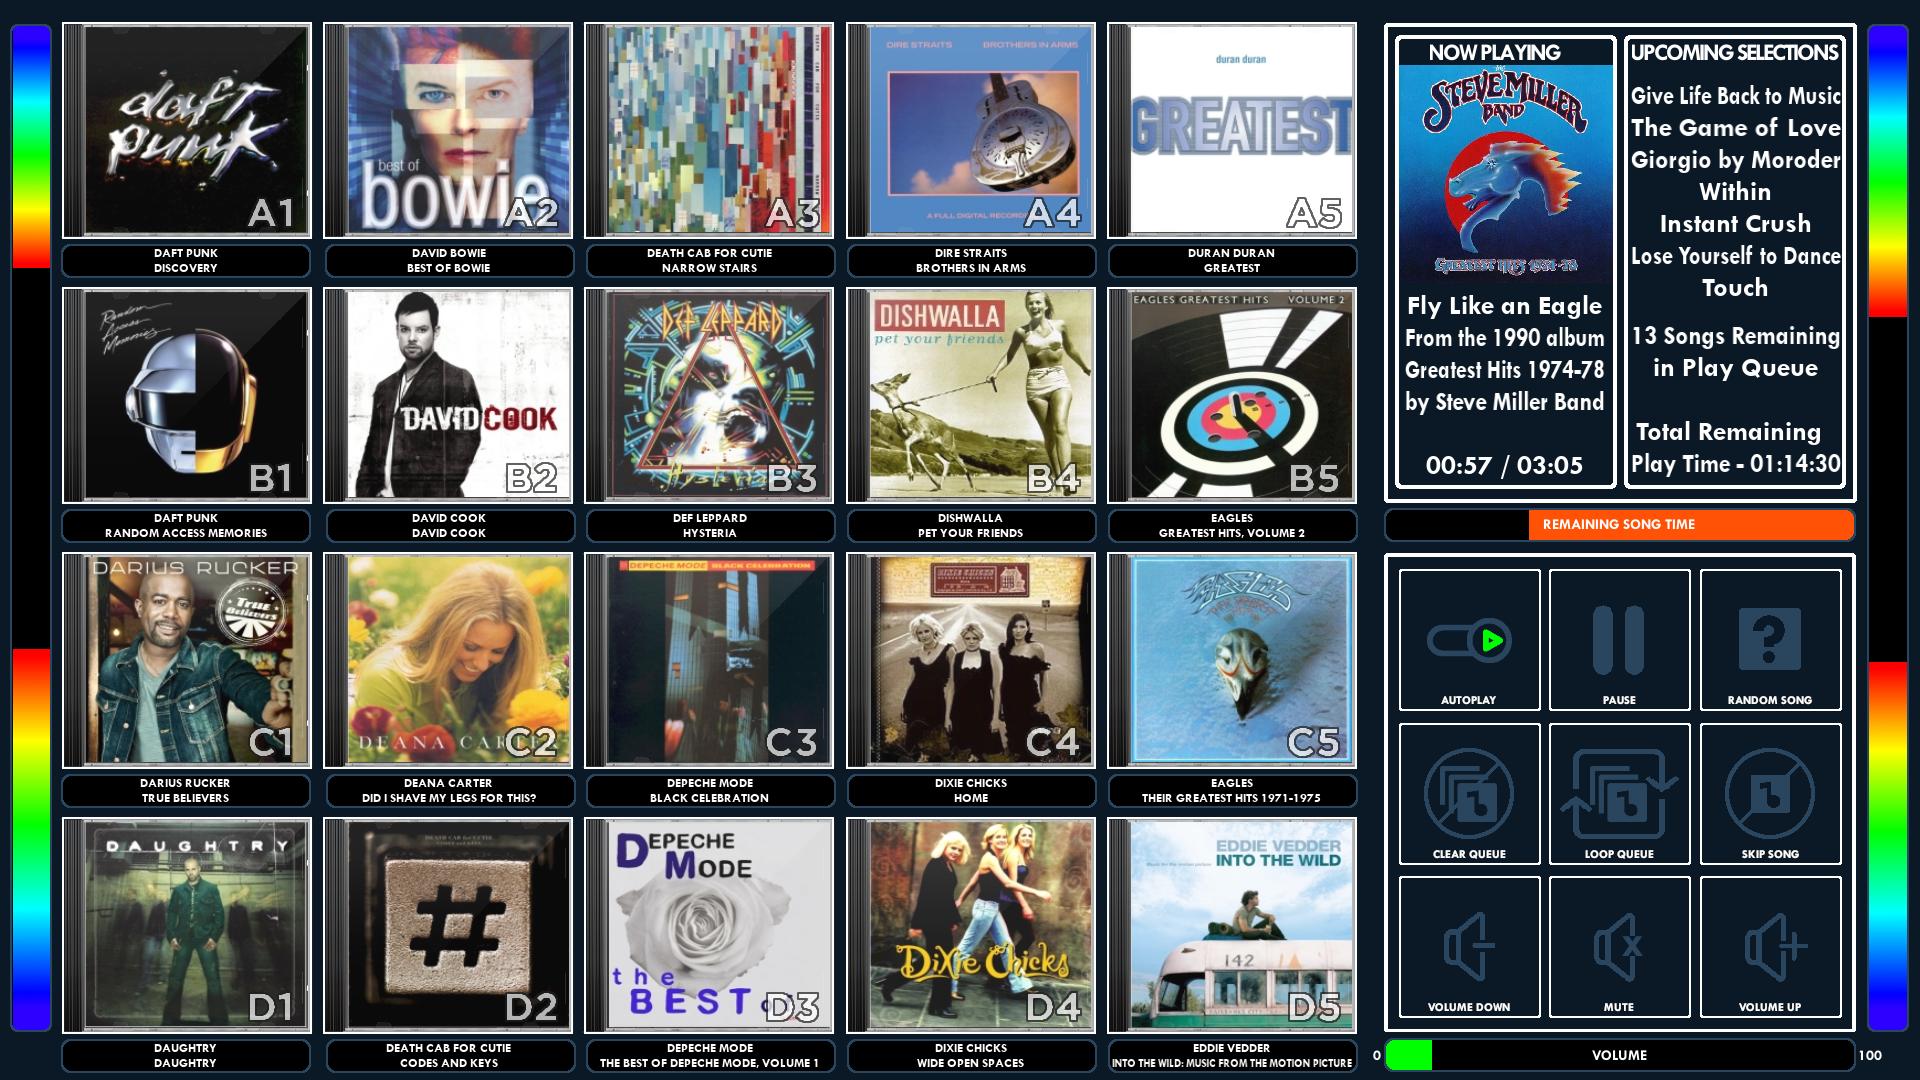 daft
punk
A1
DAFT PUNK
DISCOVERY
best of
bowie
A2
DAVID BOWIE
BEST OF BOWIE
A3
DEATH CAB FOR CUTIE
NARROW STAIRS
DIRE STRAITS BROTHERS IN ARMS
A FULL DIGITAL RECORDING
A4
DIRE STRAITS
BROTHERS IN ARMS
duran duran
GREATEST
A5
DURAN DURAN
GREATEST
Random
Access
Memories
B1
DAFT PUNK
RANDOM ACCESS MEMORIES
DAVID COOK
B2
DAVID COOK
DAVID COOK
DEF LEPPARD
Hysteria
B3
DEF LEPPARD
HYSTERIA
DISHWALLA
pet your friends
B4
DISHWALLA
PET YOUR FRIENDS
EAGLES GREATEST HITS VOLUME 2
B5
EAGLES
GREATEST HITS, VOLUME 2
DARIUS RUCKER
True
Believers
C1
DARIUS RUCKER
TRUE BELIEVERS
DEANA CARTER
C2
DEANA CARTER
DID I SHAVE MY LEGS FOR THIS?
DEPECHE MODE BLACK CELEBRATION
C3
DEPECHE MODE
BLACK CELEBRATION
DIXIE CHICKS
C4
DIXIE CHICKS
HOME
EAGLES
C5
EAGLES
THEIR GREATEST HITS 1971-1975
DAUGHTRY
D1
DAUGHTRY
DAUGHTRY
#
D2
DEATH CAB FOR CUTIE
CODES AND KEYS
DEPECHE
MODE
the
BEST of
D3
DEPECHE MODE
THE BEST OF DEPECHE MODE, VOLUME 1
Dixie Chicks
D4
DIXIE CHICKS
WIDE OPEN SPACES
EDDIE VEDDER
Music for the motion picture INTO THE WILD
142
D5
EDDIE VEDDER
INTO THE WILD: MUSIC FROM THE MOTION PICTURE
NOW PLAYING
THE
STEVE MILLER
BAND
GREATEST HITS 1974-78
Fly Like an Eagle
From the 1990 album
Greatest Hits 1974-78
by Steve Miller Band
00:57 / 03:05
UPCOMING SELECTIONS
Give Life Back to Music
The Game of Love
Giorgio by Moroder
Within
Instant Crush
Lose Yourself to Dance
Touch
13 Songs Remaining
in Play Queue
Total Remaining
Play Time - 01:14:30
REMAINING SONG TIME
AUTOPLAY
PAUSE
?
RANDOM SONG
CLEAR QUEUE
LOOP QUEUE
SKIP SONG
VOLUME DOWN
X
MUTE
VOLUME UP
0 VOLUME 100